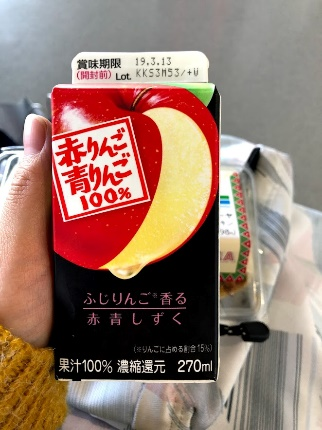 賞味期限 19.3.13
(開封前) Lot. KKS3M53/+W
赤りんご
青りんご
100%
ふじりんご※香る
赤青しずく
(※りんごに占める割合15%)
果汁100% 濃縮還元 270ml